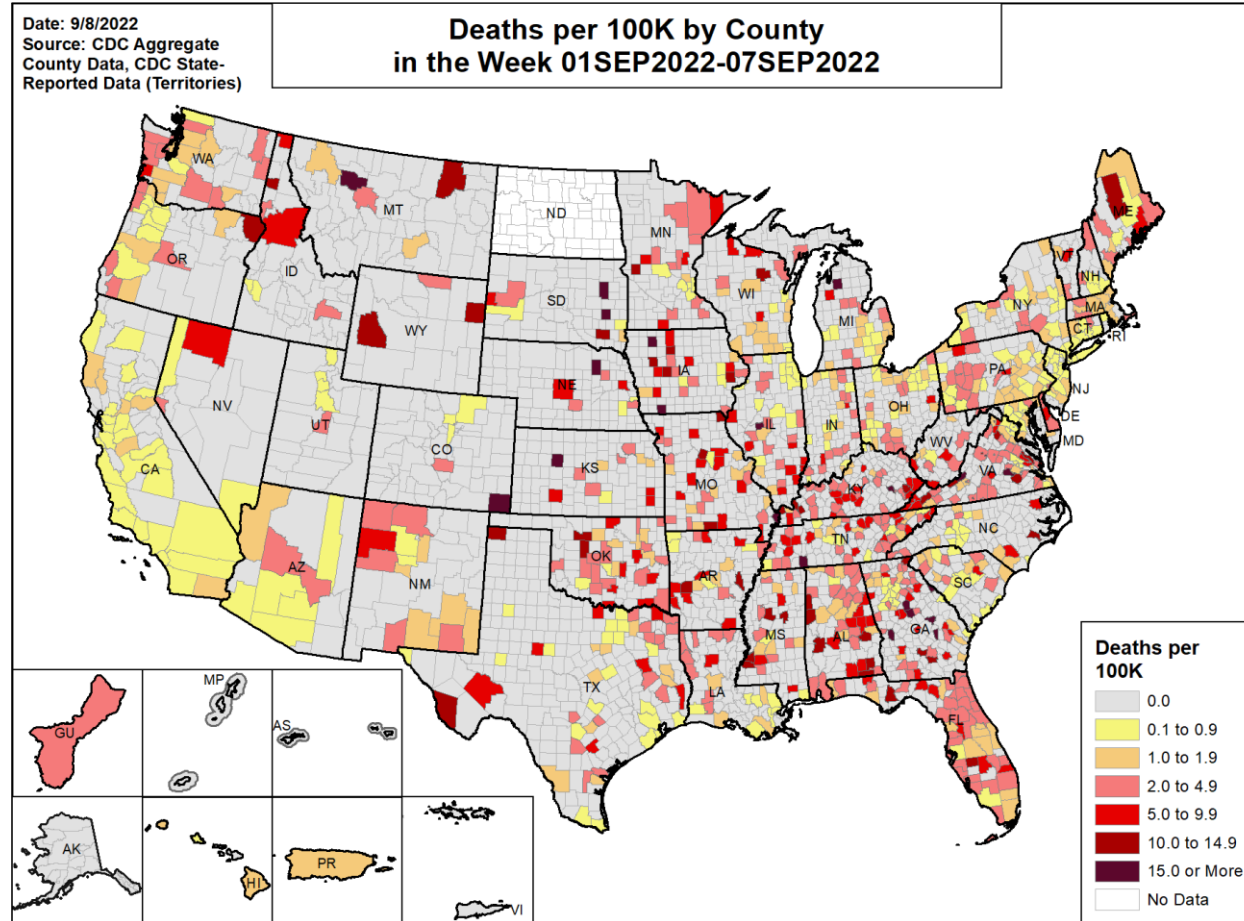 Date: 9/8/2022
Source: CDC Aggregate
County Data, CDC State-
Reported Data (Territories)
Deaths per 100K by County
in the Week 01SEP2022-07SEP2022
WA
MT
ND
MN
ME
OR
ID
SD
WI
MI
VT
NH
NY
MA
CT
RI
WY
IA
NE
PA
NJ
NV
UT
CO
IL
IN
OH
DE
MD
WV
VA
CA
KS
MO
KY
NC
TN
AZ
NM
OK
AR
SC
MS
AL
GA
TX
LA
FL
GU
MP
AS
AK
HI
PR
VI
Deaths per
100K
0.0
0.1 to 0.9
1.0 to 1.9
2.0 to 4.9
5.0 to 9.9
10.0 to 14.9
15.0 or More
No Data